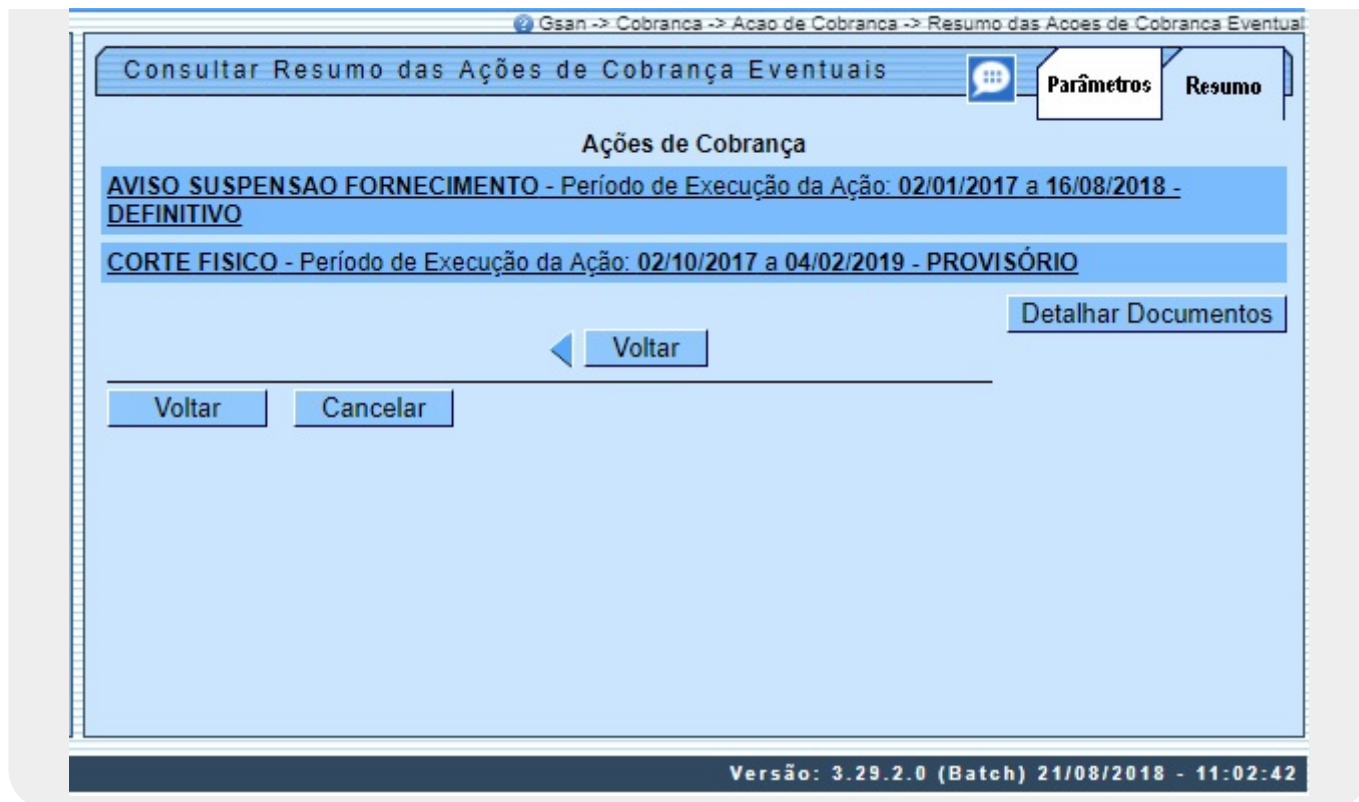 Gsan -> Cobranca -> Acao de Cobranca -> Resumo das Acoes de Cobranca Eventual
Consultar Resumo das Ações de Cobrança Eventuais
Parâmetros
Resumo
Ações de Cobrança
AVISO SUSPENSAO FORNECIMENTO - Período de Execução da Ação: 02/01/2017 a 16/08/2018 -
DEFINITIVO
CORTE FISICO - Período de Execução da Ação: 02/10/2017 a 04/02/2019 - PROVISÓRIO
Detalhar Documentos
Voltar
Voltar
Cancelar
Versão: 3.29.2.0 (Batch) 21/08/2018 - 11:02:42